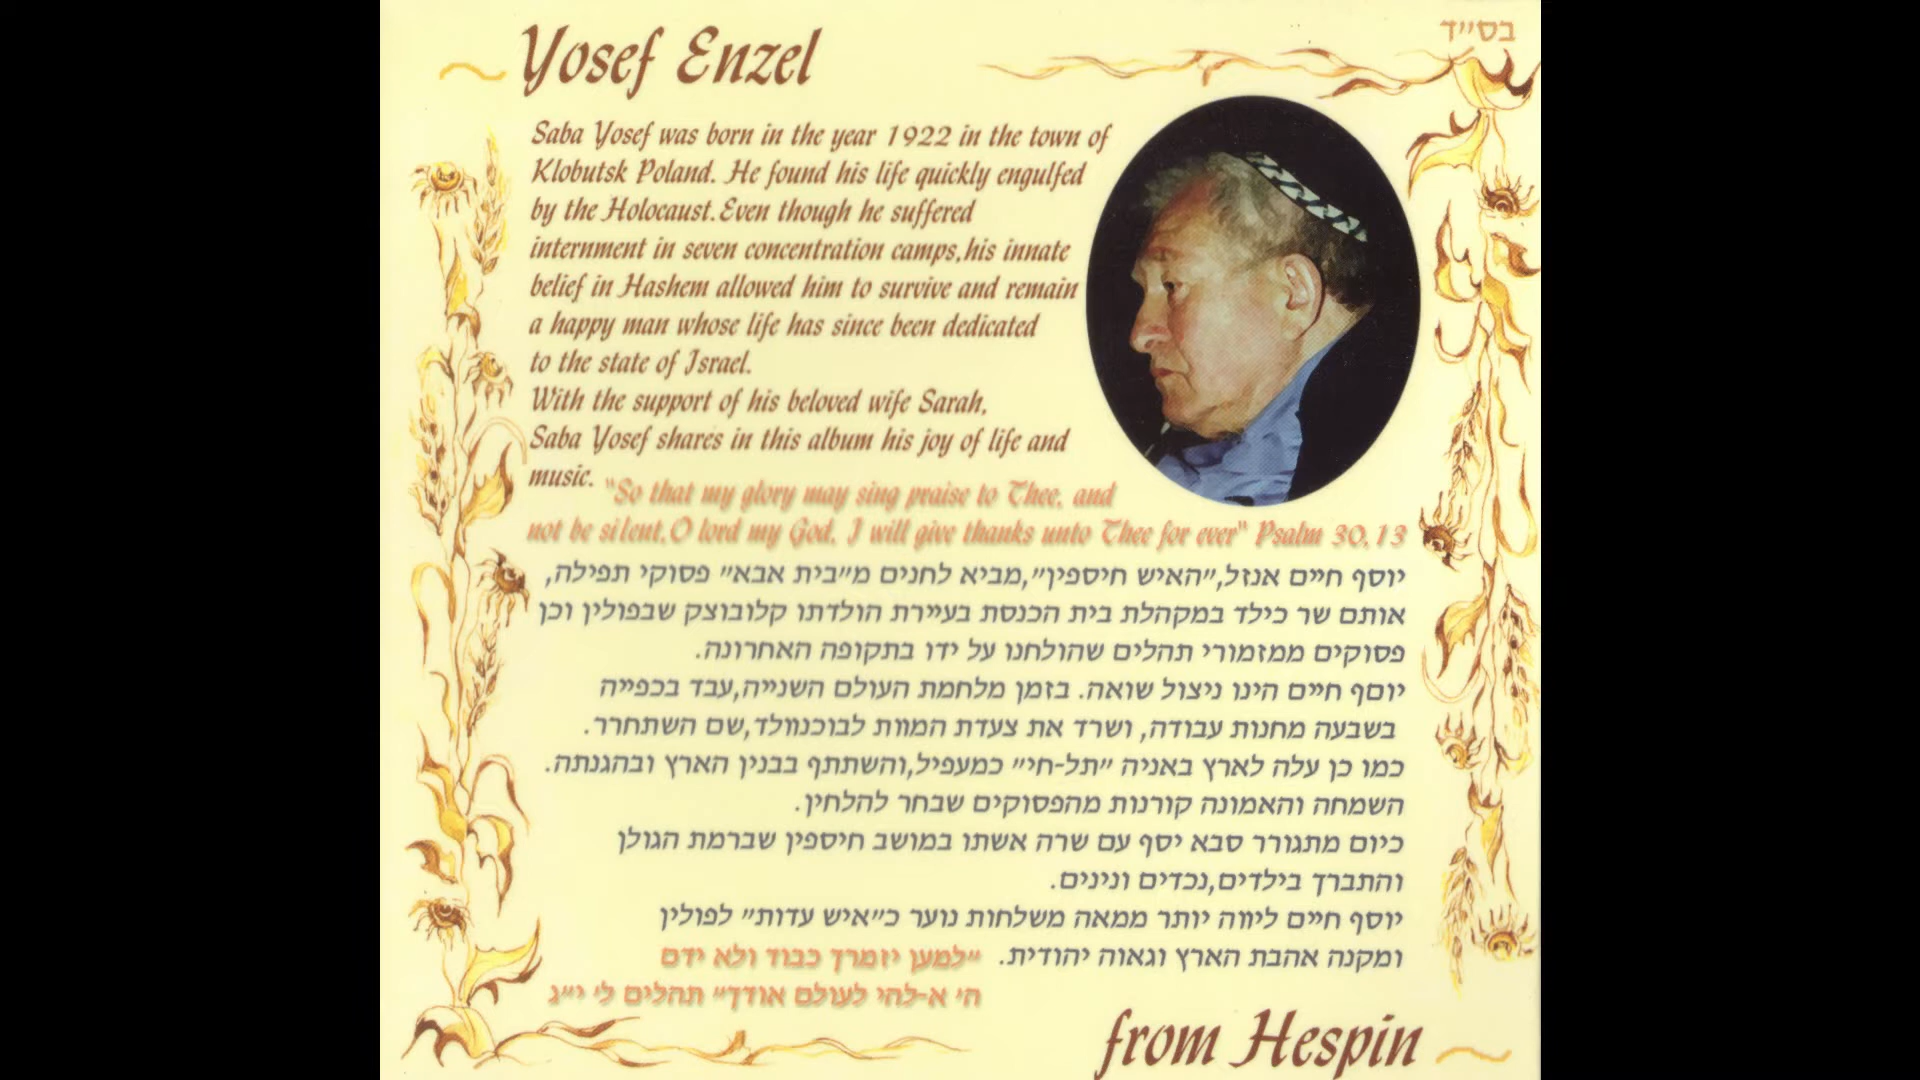 בס״ד
Yosef Enzel
Saba Yosef was born in the year 1922 in the town of
Klobutsk Poland. He found his life quickly engulfed
by the Holocaust.Even though he suffered
internment in seven concentration camps,his innate
belief in Hashem allowed him to survive and remain
a happy man whose life has since been dedicated
to the state of Israel.
With the support of his beloved wife Sarah,
Saba Yosef shares in this album his joy of life and
music.
"So that my glory may sing praise to Thee, and
not be silent,O lord my God, I will give thanks unto Thee for ever" Psalm 30,13
יוסף חיים אנזל,״האיש חיספין״,מביא לחנים מ״בית אבא״ פסוקי תפילה,
אותם שר כילד במקהלת בית הכנסת בעיירת הולדתו קלובוצק שבפולין וכן
פסוקים ממזמורי תהלים שהולחנו על ידו בתקופה האחרונה.
יוסף חיים הינו ניצול שואה. בזמן מלחמת העולם השנייה,עבד בכפייה
בשבעה מחנות עבודה, ושרד את צעדת המוות לבוכנוולד,שם השתחרר.
כמו כן עלה לארץ באניה ״תל-חי״ כמעפיל,והשתתף בבנין הארץ ובהגנתה.
השמחה והאמונה קורנות מהפסוקים שבחר להלחין.
כיום מתגורר סבא יסף עם שרה אשתו במושב חיספין שברמת הגולן
והתברך בילדים,נכדים ונינים.
יוסף חיים ליווה יותר ממאה משלחות נוער כ״איש עדות״ לפולין
ומקנה אהבת הארץ וגאוה יהודית.
״למען יזמרך כבוד ולא ידם
ה׳ א-להי לעולם אודך״ תהלים ל׳ י״ג
from Hespin